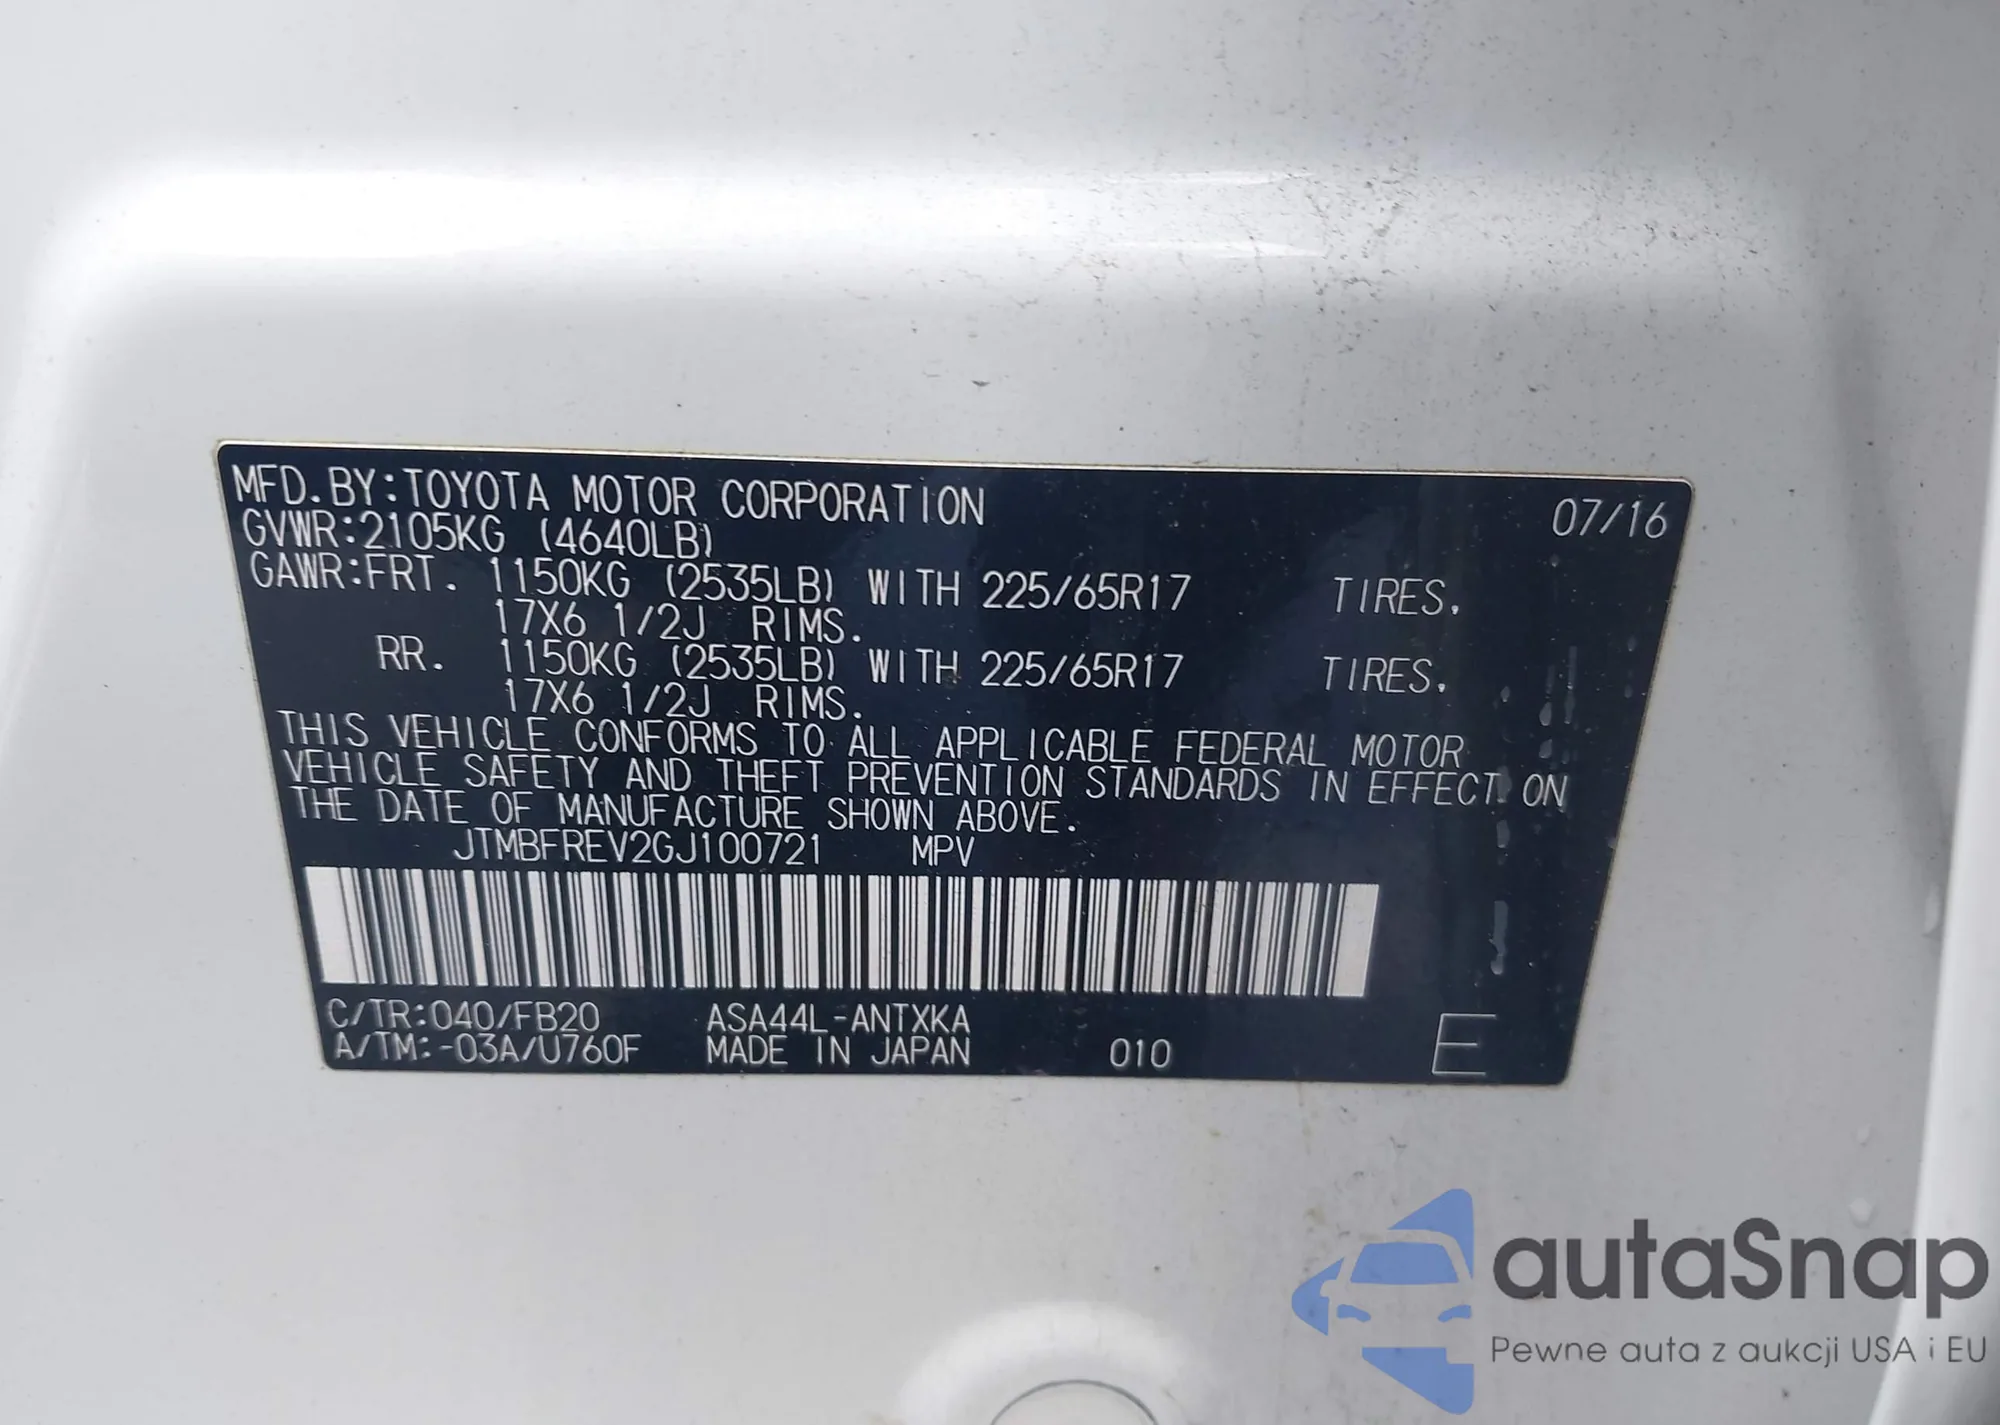 MFD.BY:TOYOTA MOTOR CORPORATION 07/16
GVWR:2105KG (4640LB)
GAWR:FRT. 1150KG (2535LB) WITH 225/65R17 TIRES.
17X6 1/2J RIMS.
RR. 1150KG (2535LB) WITH 225/65R17 TIRES.
17X6 1/2J RIMS.
THIS VEHICLE CONFORMS TO ALL APPLICABLE FEDERAL MOTOR
VEHICLE SAFETY AND THEFT PREVENTION STANDARDS IN EFFECT ON
THE DATE OF MANUFACTURE SHOWN ABOVE.
JTMBFREV2GJ100721 MPV
C/TR:040/FB20 ASA44L-ANTXKA
A/TM:-03A/U760F MADE IN JAPAN 010 E
autaSnap
Pewne auta z aukcji USA i EU